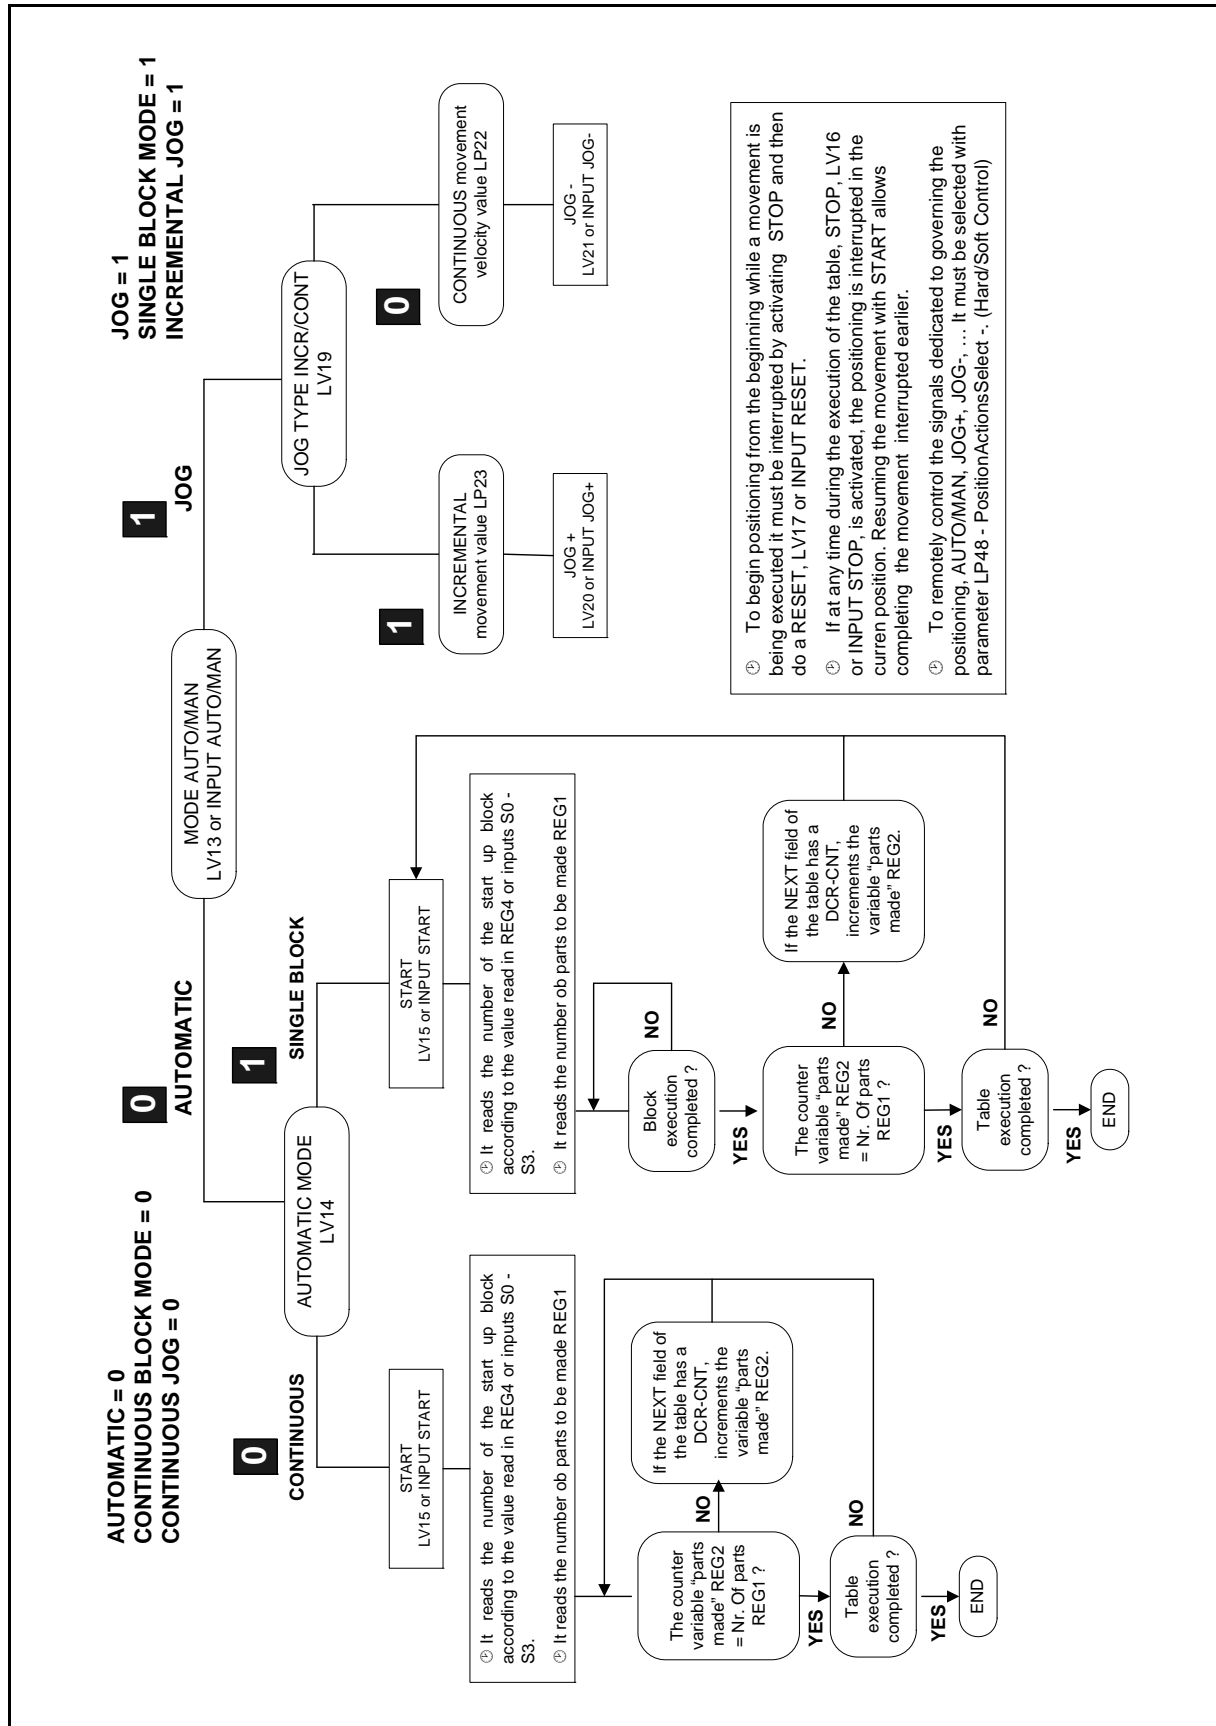 AUTOMATIC = 0
CONTINUOUS BLOCK MODE = 0
CONTINUOUS JOG = 0
JOG = 1
SINGLE BLOCK MODE = 1
INCREMENTAL JOG = 1
MODE AUTO/MAN
LV13 or INPUT AUTO/MAN
0
AUTOMATIC
1
JOG
AUTOMATIC MODE
LV14
0
CONTINUOUS
1
SINGLE BLOCK
START
LV15 or INPUT START
It reads the number of the start up block
according to the value read in REG4 or inputs S0 -
S3.
It reads the number ob parts to be made REG1
The counter
variable “parts
made” REG2
= Nr. Of parts
REG1 ?
NO
If the NEXT field of
the table has a
DCR-CNT,
increments the
variable “parts
made” REG2.
YES
Table
execution
completed ?
NO
YES
END
START
LV15 or INPUT START
It reads the number of the start up block
according to the value read in REG4 or inputs S0 -
S3.
It reads the number ob parts to be made REG1
Block
execution
completed ?
NO
YES
The counter
variable “parts
made” REG2
= Nr. Of parts
REG1 ?
NO
If the NEXT field of
the table has a
DCR-CNT,
increments the
variable “parts
made” REG2.
YES
Table
execution
completed ?
NO
YES
END
JOG TYPE INCR/CONT
LV19
1
INCREMENTAL
movement value LP23
JOG +
LV20 or INPUT JOG+
0
CONTINUOUS movement
velocity value LP22
JOG -
LV21 or INPUT JOG-
To begin positioning from the beginning while a movement is
being executed it must be interrupted by activating STOP and then
do a RESET, LV17 or INPUT RESET.
If at any time during the execution of the table, STOP, LV16
or INPUT STOP, is activated, the positioning is interrupted in the
curren position. Resuming the movement with START allows
completing the movement interrupted earlier.
To remotely control the signals dedicated to governing the
positioning, AUTO/MAN, JOG+, JOG-, … It must be selected with
parameter LP48 - PositionActionsSelect -. (Hard/Soft Control)